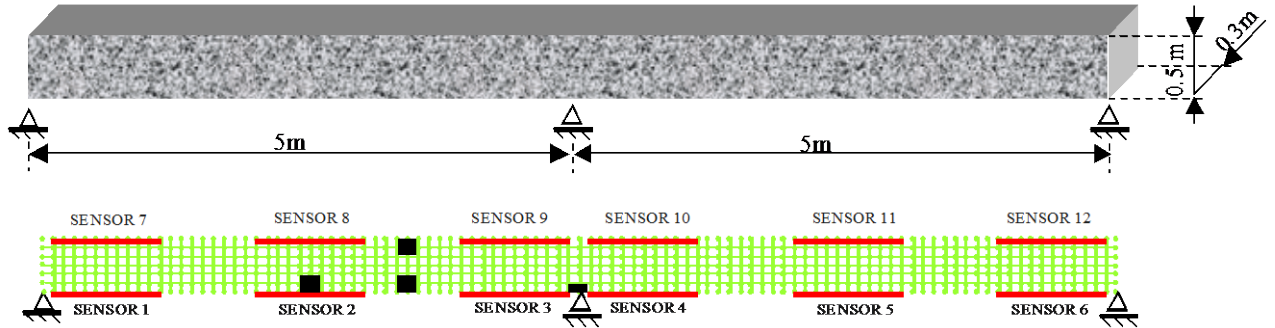 0.3m
0.5 m
5m
5m
SENSOR 7
SENSOR 8
SENSOR 9
SENSOR 10
SENSOR 11
SENSOR 12
SENSOR 1
SENSOR 2
SENSOR 3
SENSOR 4
SENSOR 5
SENSOR 6